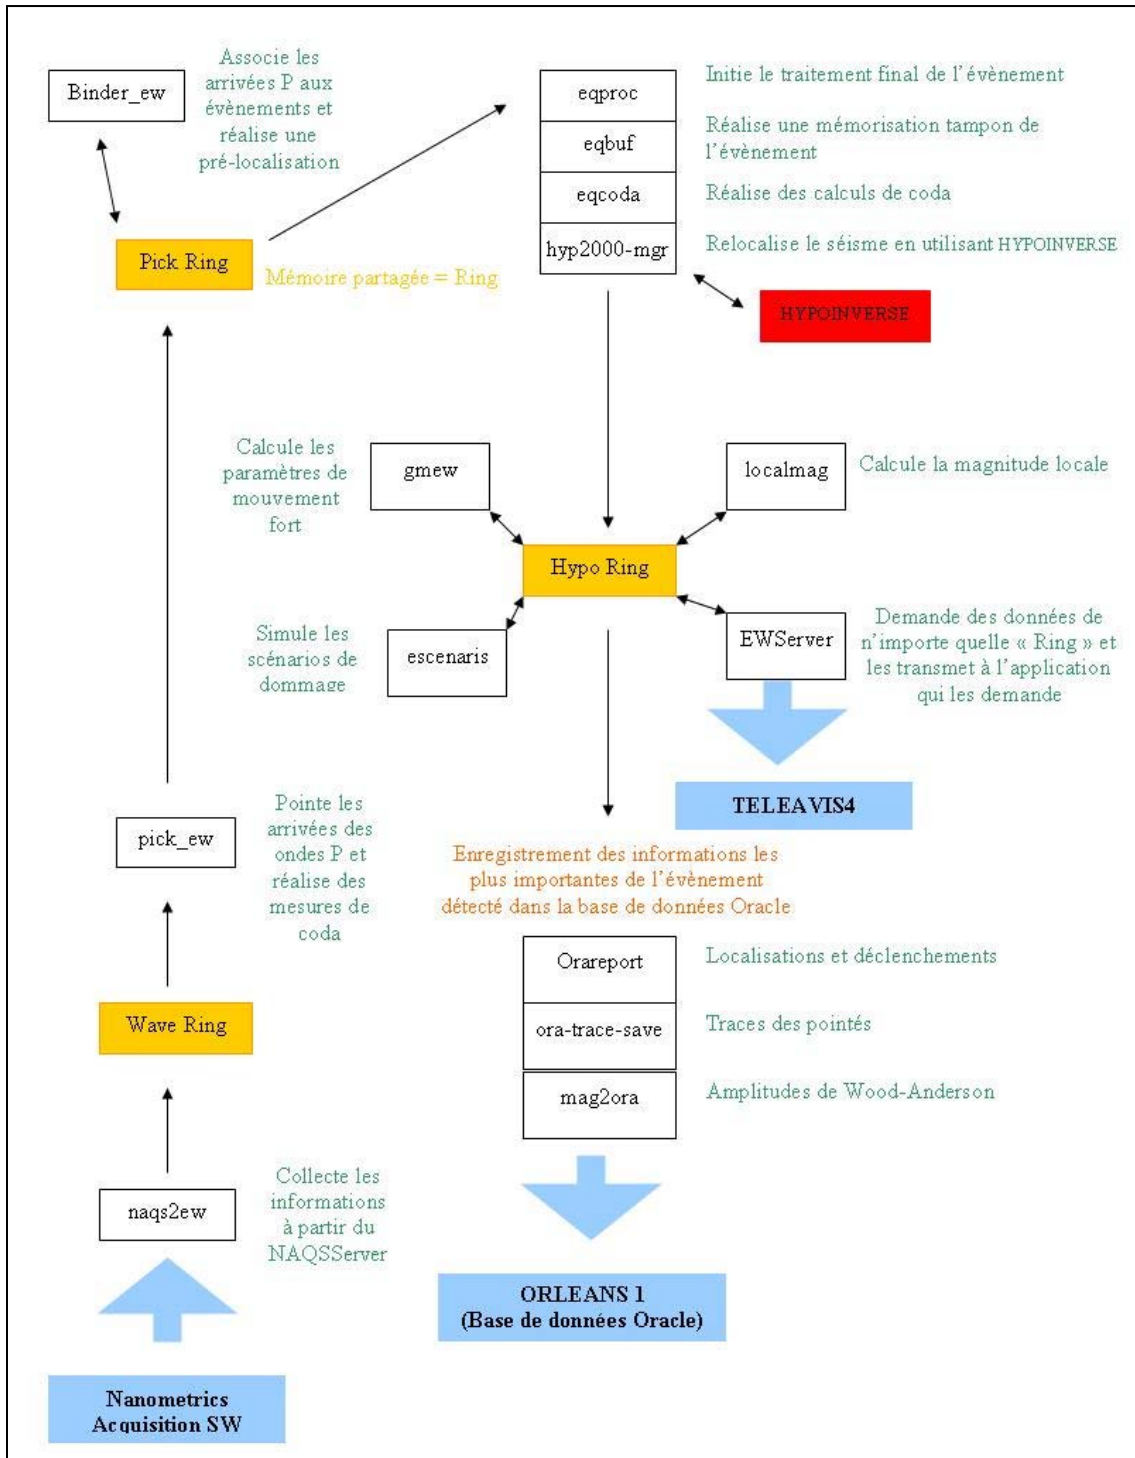 Binder_ew
Associe les
arrivées P aux
évènements et
réalise une
pré-localisation
Pick Ring
Mémoire partagée = Ring
eqproc
Initie le traitement final de l'évènement
eqbuf
Réalise une mémorisation tampon de
l'évènement
eqcoda
Réalise des calculs de coda
hyp2000-mgr
Relocalise le séisme en utilisant HYPOINVERSE
HYPOINVERSE
Calcule les
paramètres de
mouvement
fort
gmew
localmag
Calcule la magnitude locale
Hypo Ring
Simule les
scénarios de
dommage
escenaris
EWServer
Demande des données de
n'importe quelle « Ring » et
les transmet à l'application
qui les demande
TELEAVIS4
pick_ew
Pointe les
arrivées des
ondes P et
réalise des
mesures de
coda
Enregistrement des informations les
plus importantes de l'évènement
détecté dans la base de données Oracle
Orareport
Localisations et déclenchements
ora-trace-save
Traces des pointés
mag2ora
Amplitudes de Wood-Anderson
Wave Ring
naqs2ew
Collecte les
informations
à partir du
NAQSServer
ORLEANS 1
(Base de données Oracle)
Nanometrics
Acquisition SW